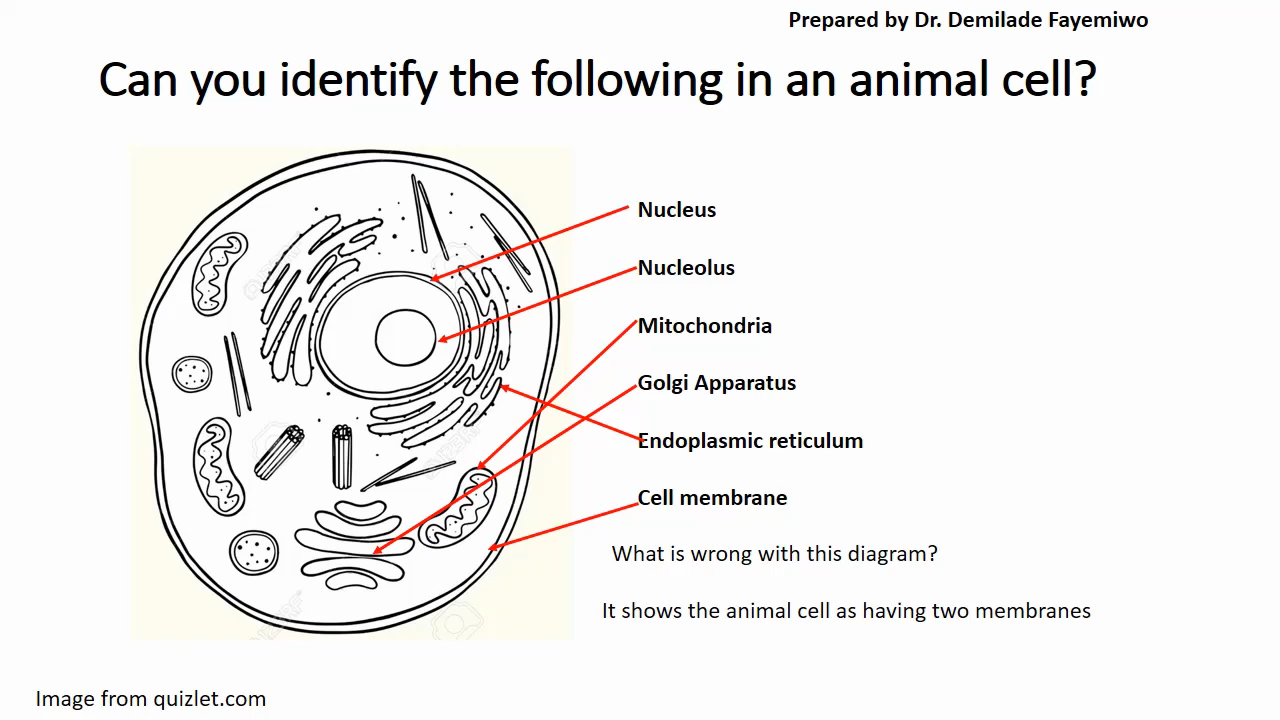 Prepared by Dr. Demilade Fayemiwo
Can you identify the following in an animal cell?
Nucleus
Nucleolus
Mitochondria
Golgi Apparatus
Endoplasmic reticulum
Cell membrane
What is wrong with this diagram?
It shows the animal cell as having two membranes
Image from quizlet.com